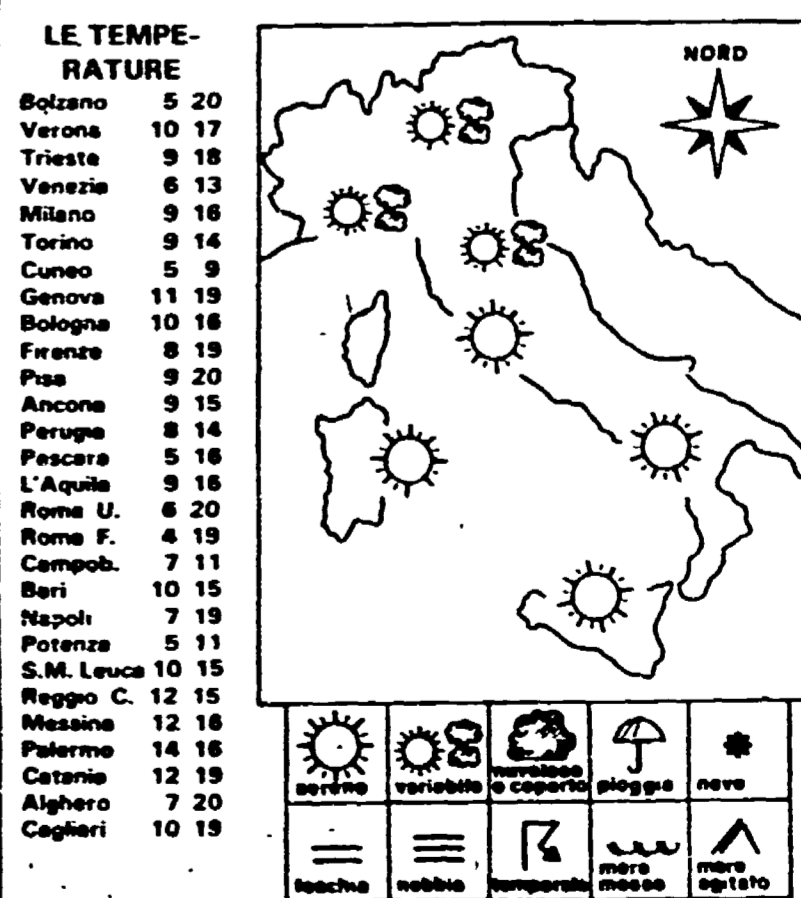 LE TEMPE-
RATURE
Bolzano 5 20
Verona 10 17
Trieste 9 18
Venezia 6 13
Milano 9 16
Torino 9 14
Cuneo 5 9
Genova 11 19
Bologna 10 16
Firenze 8 19
Pisa 9 20
Ancona 9 15
Perugia 8 14
Pescara 5 16
L'Aquila 9 16
Roma U. 6 20
Roma F. 4 19
Campob. 7 11
Bari 10 15
Napoli 7 19
Potenza 5 11
S.M. Leuca 10 15
Reggio C. 12 15
Messina 12 16
Palermo 14 16
Catania 12 19
Alghero 7 20
Cagliari 10 19
NORD
sereno
variabile
nuvoloso
o coperto
pioggia
neve
foschia
nebbia
temporale
mare
mosso
mare
agitato